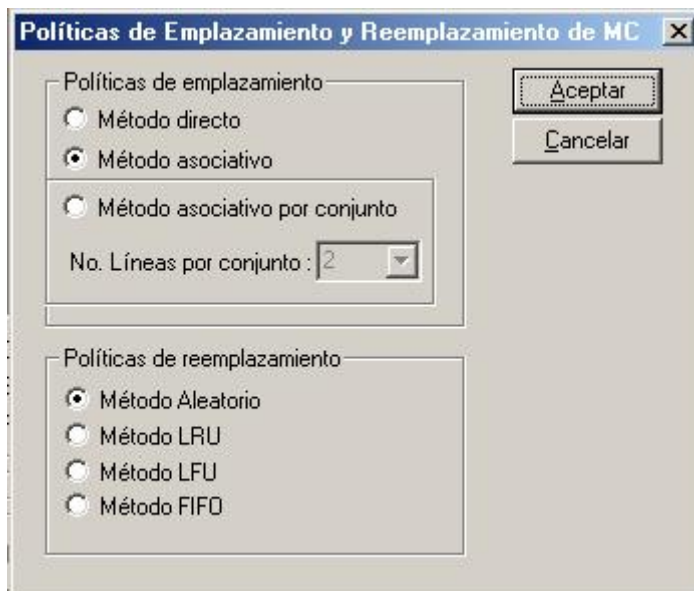 Políticas de Emplazamiento y Reemplazamiento de MC
Políticas de emplazamiento
Método directo
Método asociativo
Método asociativo por conjunto
No. Líneas por conjunto : 2
Aceptar
Cancelar
Políticas de reemplazamiento
Método Aleatorio
Método LRU
Método LFU
Método FIFO